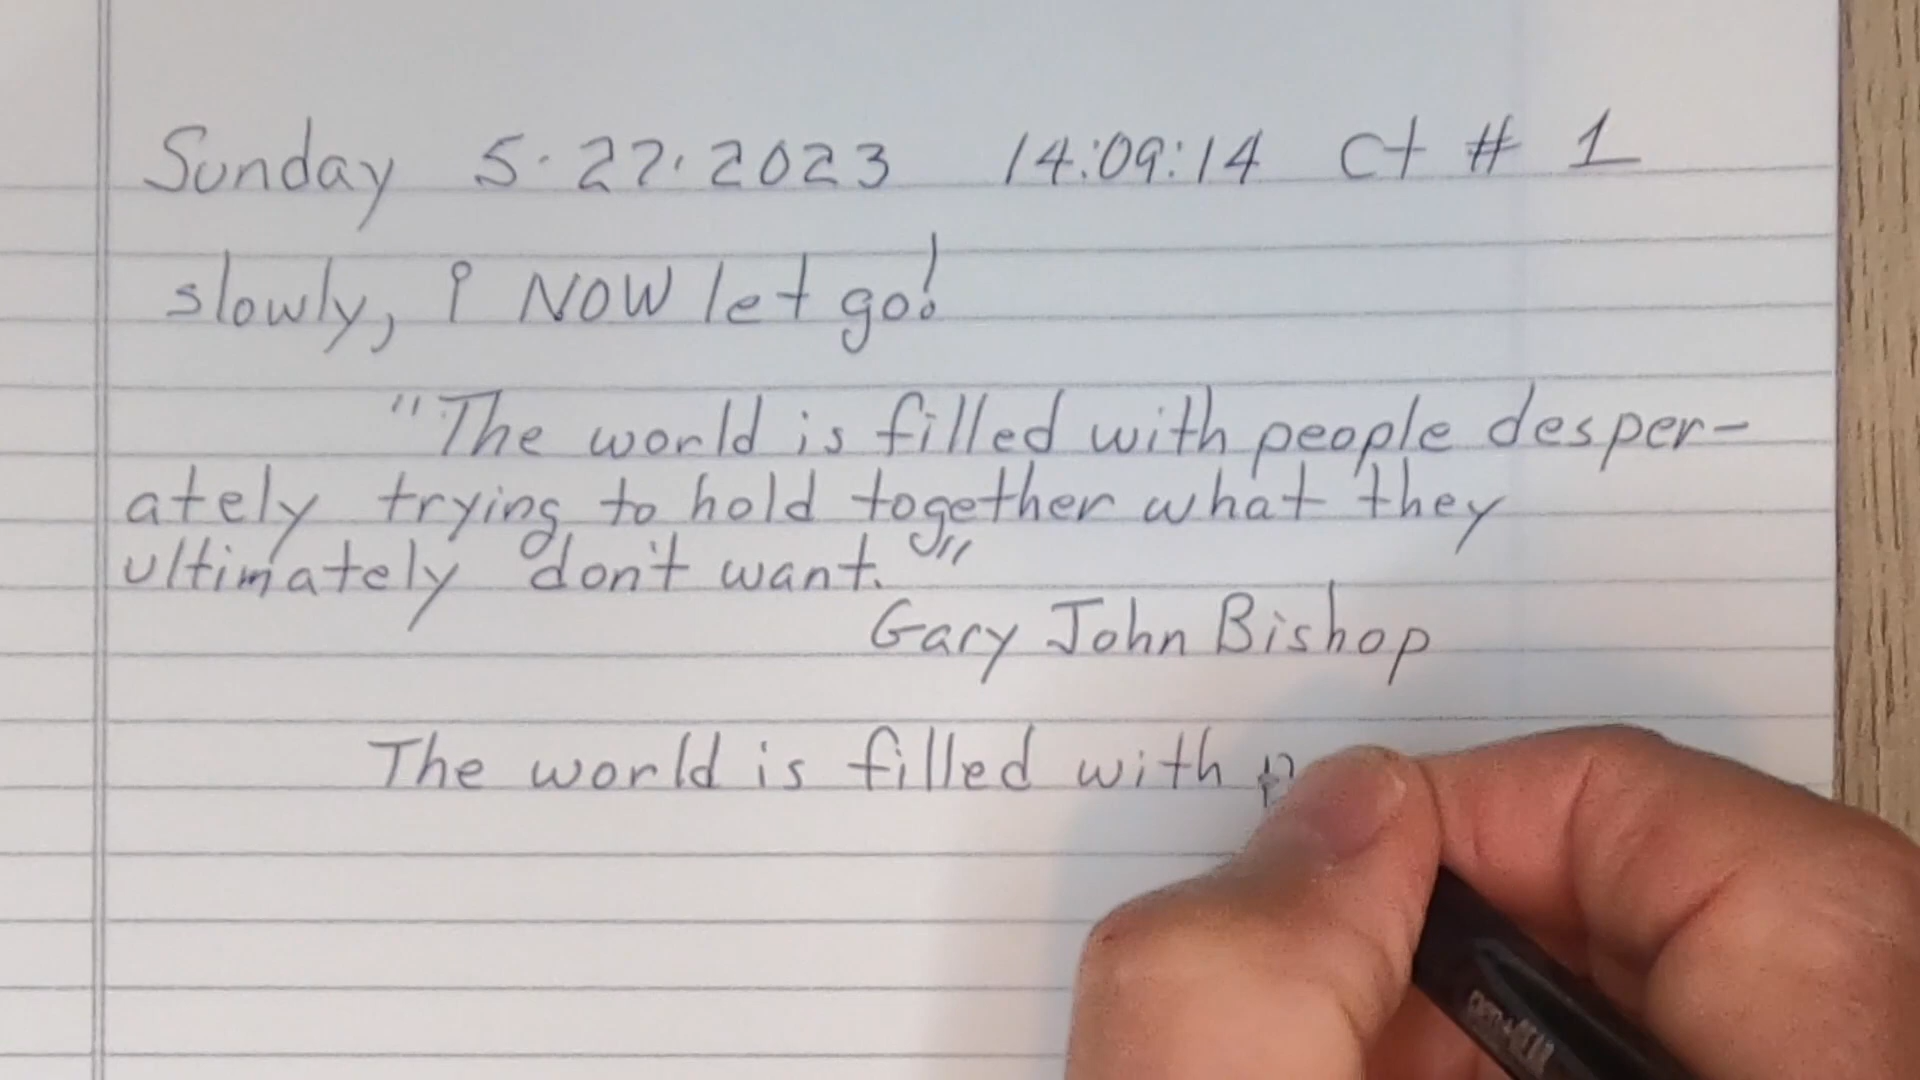 Sunday 5.27.2023 14:09:14 Ct # 1
slowly, i NOW let go!
"The world is filled with people desper-
ately trying to hold together what they
ultimately don't want."
Gary John Bishop
The world is filled with p